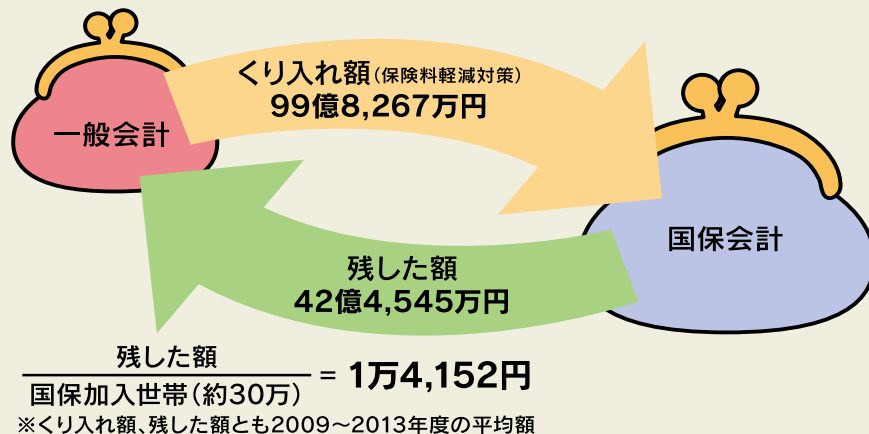 くり入れ額（保険料軽減対策）
99億8,267万円
一般会計
国保会計
残した額
42億4,545万円
残した額
国保加入世帯（約30万）
= 1万4,152円
※くり入れ額、残した額とも2009～2013年度の平均額